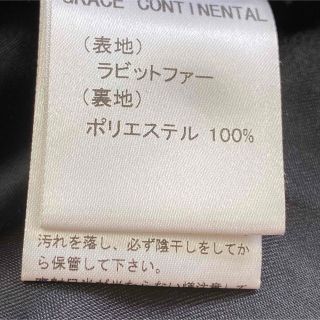 GRACE CONTINENTAL
(表地)
ラビットファー
(裏地)
ポリエステル 100%
汚れを落し、必ず陰干しをしてか
ら保管して下さい。